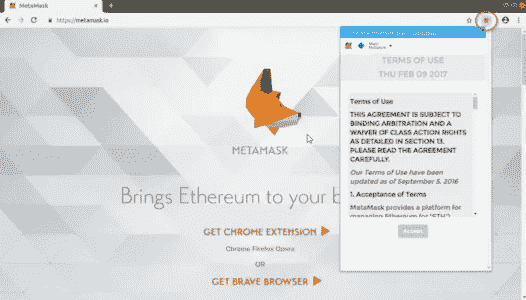 MetaMask
https://metamask.io
Main
Network
TERMS OF USE
THU FEB 09 2017
Terms of Use
THIS AGREEMENT IS SUBJECT TO
BINDING ARBITRATION AND A
WAIVER OF CLASS ACTION RIGHTS
AS DETAILED IN SECTION 13.
PLEASE READ THE AGREEMENT
CAREFULLY.
Our Terms of Use have been
updated as of September 5, 2016
1. Acceptance of Terms
MetaMask provides a platform for
managing Ethereum (or "ETH")
Accept
METAMASK
Brings Ethereum to your b
GET CHROME EXTENSION
Chrome Firefox Opera
OR
GET BRAVE BROWSER